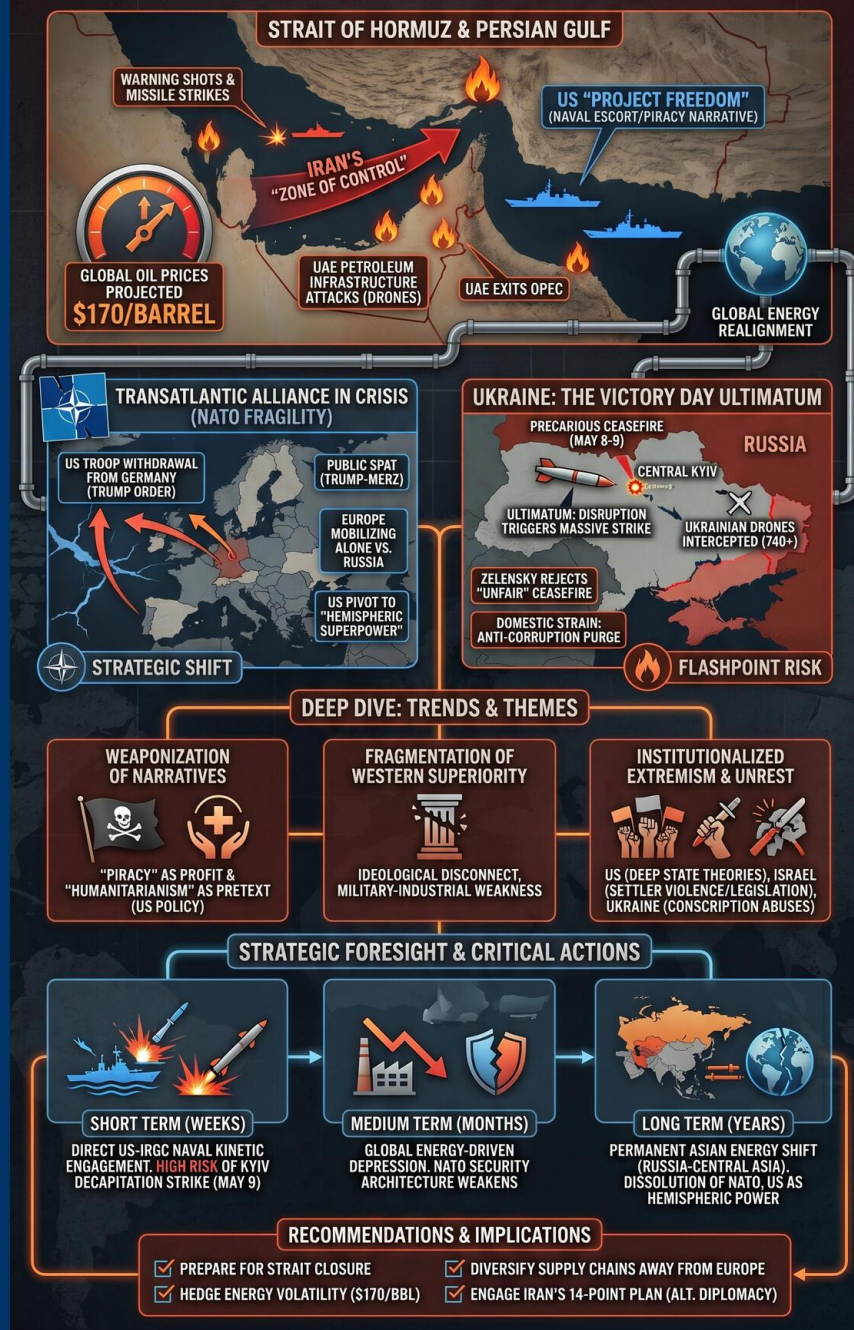 STRAIT OF HORMUZ & PERSIAN GULF
WARNING SHOTS &
MISSILE STRIKES
US “PROJECT FREEDOM”
(NAVAL ESCORT/PIRACY NARRATIVE)
IRAN'S
“ZONE OF CONTROL”
GLOBAL OIL PRICES
PROJECTED
$170/BARREL
UAE PETROLEUM
INFRASTRUCTURE
ATTACKS (DRONES)
UAE EXITS OPEC
GLOBAL ENERGY
REALIGNMENT
TRANSATLANTIC ALLIANCE IN CRISIS
(NATO FRAGILITY)
US TROOP WITHDRAWAL
FROM GERMANY
(TRUMP ORDER)
PUBLIC SPAT
(TRUMP-MERZ)
EUROPE
MOBILIZING
ALONE VS.
RUSSIA
US PIVOT TO
“HEMISPHERIC
SUPERPOWER”
STRATEGIC SHIFT
UKRAINE: THE VICTORY DAY ULTIMATUM
PRECARIOUS CEASEFIRE
(MAY 8-9)
RUSSIA
CENTRAL KYIV
ULTIMATUM: DISRUPTION
TRIGGERS MASSIVE STRIKE
UKRAINIAN DRONES
INTERCEPTED (740+)
ZELENSKY REJECTS
“UNFAIR” CEASEFIRE
DOMESTIC STRAIN:
ANTI-CORRUPTION PURGE
FLASHPOINT RISK
DEEP DIVE: TRENDS & THEMES
WEAPONIZATION
OF NARRATIVES
“PIRACY” AS PROFIT &
“HUMANITARIANISM” AS PRETEXT
(US POLICY)
FRAGMENTATION OF
WESTERN SUPERIORITY
IDEOLOGICAL DISCONNECT,
MILITARY-INDUSTRIAL WEAKNESS
INSTITUTIONALIZED
EXTREMISM & UNREST
US (DEEP STATE THEORIES), ISRAEL
(SETTLER VIOLENCE/LEGISLATION),
UKRAINE (CONSCRIPTION ABUSES)
STRATEGIC FORESIGHT & CRITICAL ACTIONS
SHORT TERM (WEEKS)
DIRECT US-IRGC NAVAL KINETIC
ENGAGEMENT. HIGH RISK OF KYIV
DECAPITATION STRIKE (MAY 9)
MEDIUM TERM (MONTHS)
GLOBAL ENERGY-DRIVEN
DEPRESSION. NATO SECURITY
ARCHITECTURE WEAKENS
LONG TERM (YEARS)
PERMANENT ASIAN ENERGY SHIFT
(RUSSIA-CENTRAL ASIA).
DISSOLUTION OF NATO, US AS
HEMISPHERIC POWER
RECOMMENDATIONS & IMPLICATIONS
PREPARE FOR STRAIT CLOSURE
HEDGE ENERGY VOLATILITY ($170/BBL)
DIVERSIFY SUPPLY CHAINS AWAY FROM EUROPE
ENGAGE IRAN'S 14-POINT PLAN (ALT. DIPLOMACY)